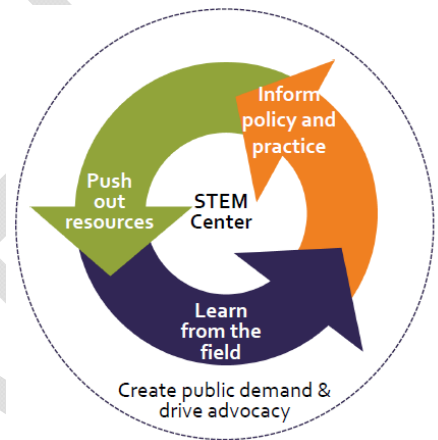 Inform
policy and
practice
Push
out
resources
STEM
Center
Learn
from the
field
Create public demand &
drive advocacy